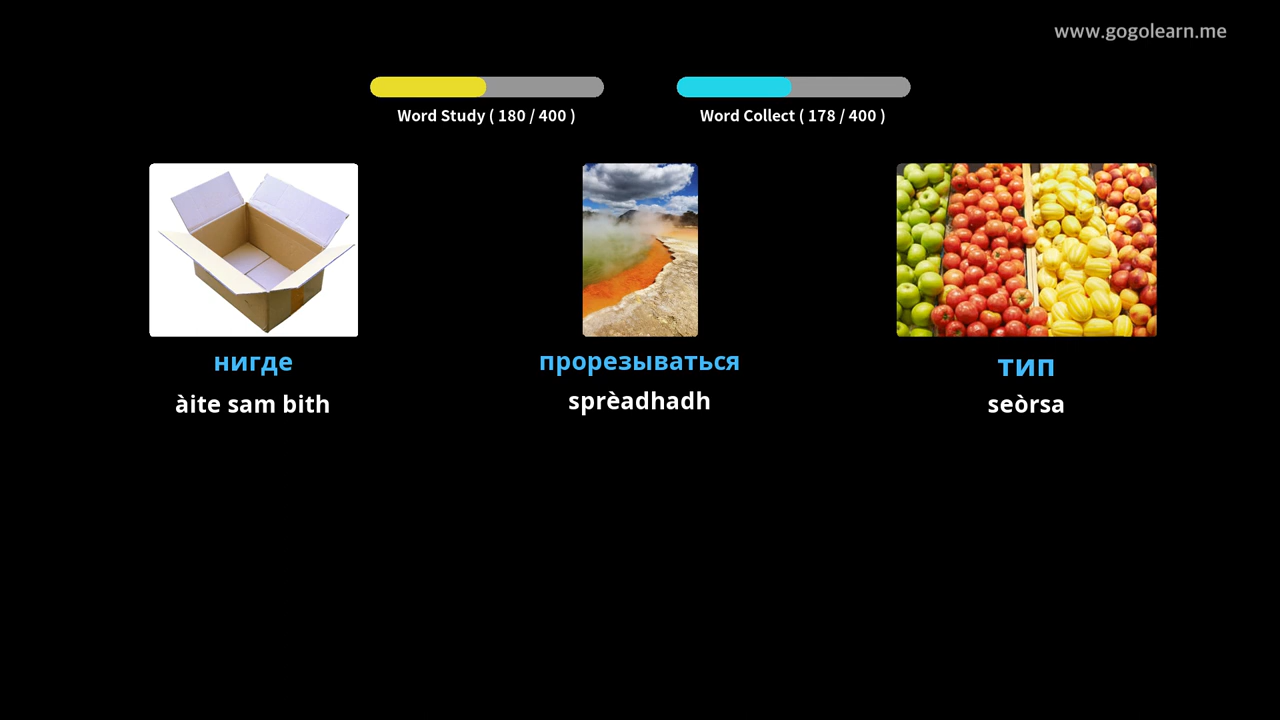 www.gogolearn.me
Word Study ( 180 / 400 )
Word Collect ( 178 / 400 )
нигде
прорезываться
тип
àite sam bith
sprèadhadh
seòrsa